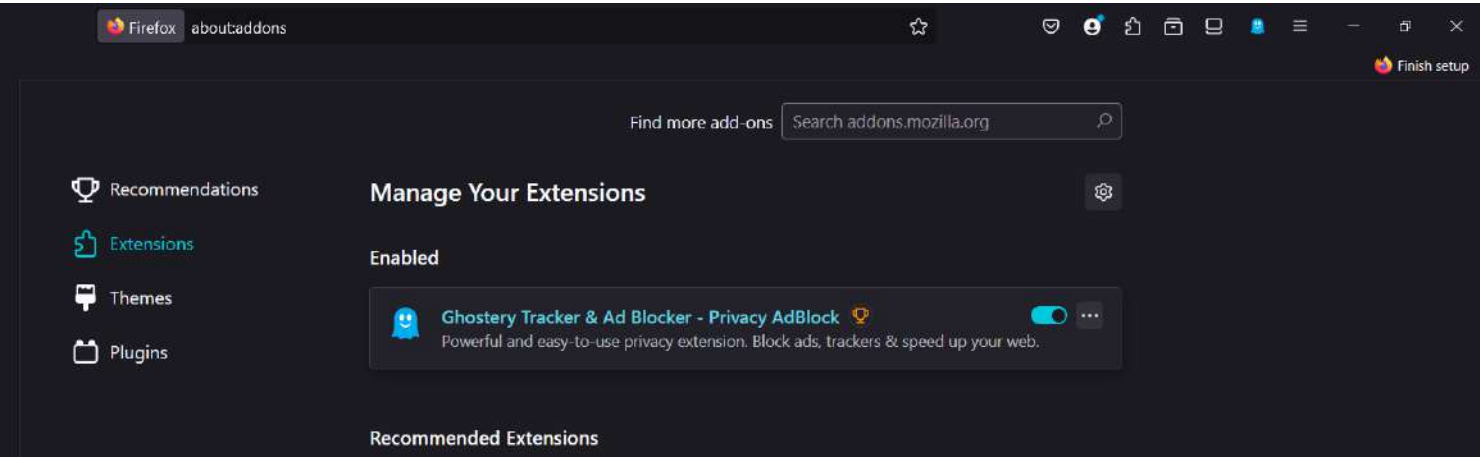 Firefox about:addons
Finish setup
Find more add-ons Search addons.mozilla.org
Recommendations
Extensions
Themes
Plugins
Manage Your Extensions
Enabled
Ghostery Tracker & Ad Blocker - Privacy AdBlock
Powerful and easy-to-use privacy extension. Block ads, trackers & speed up your web.
Recommended Extensions